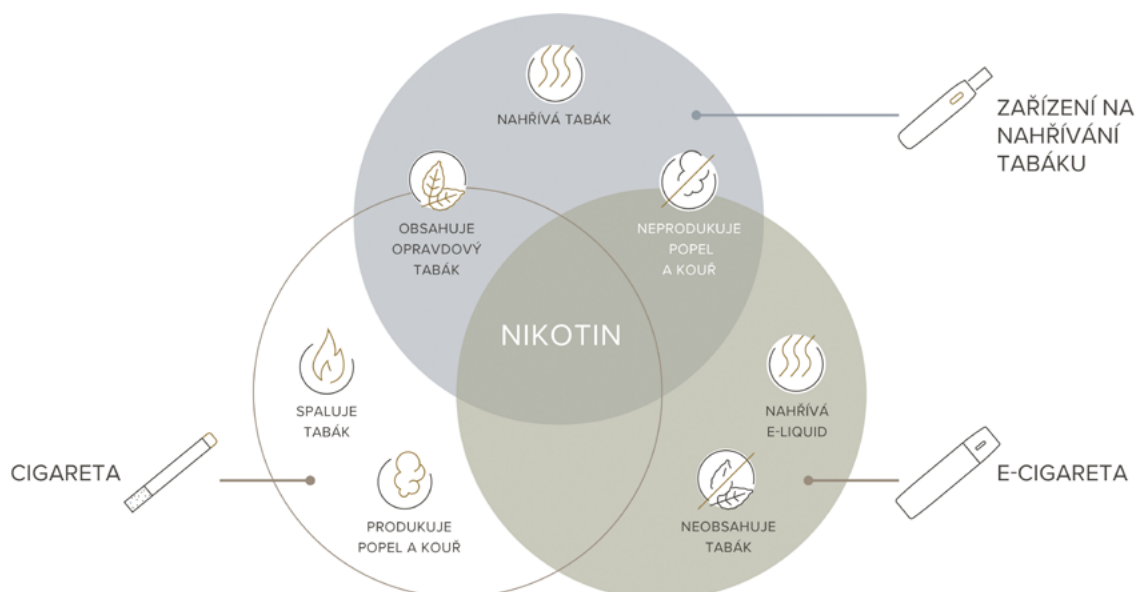 NAHŘÍVÁ TABÁK
ZAŘÍZENÍ NA
NAHŘÍVÁNÍ
TABÁKU
OBSAHUJE
OPRAVDOVÝ
TABÁK
NEPRODUKUJE
POPEL
A KOUŘ
NIKOTIN
SPALUJE
TABÁK
NAHŘÍVÁ
E-LIQUID
CIGARETA
PRODUKUJE
POPEL A KOUŘ
NEOBSAHUJE
TABÁK
E-CIGARETA